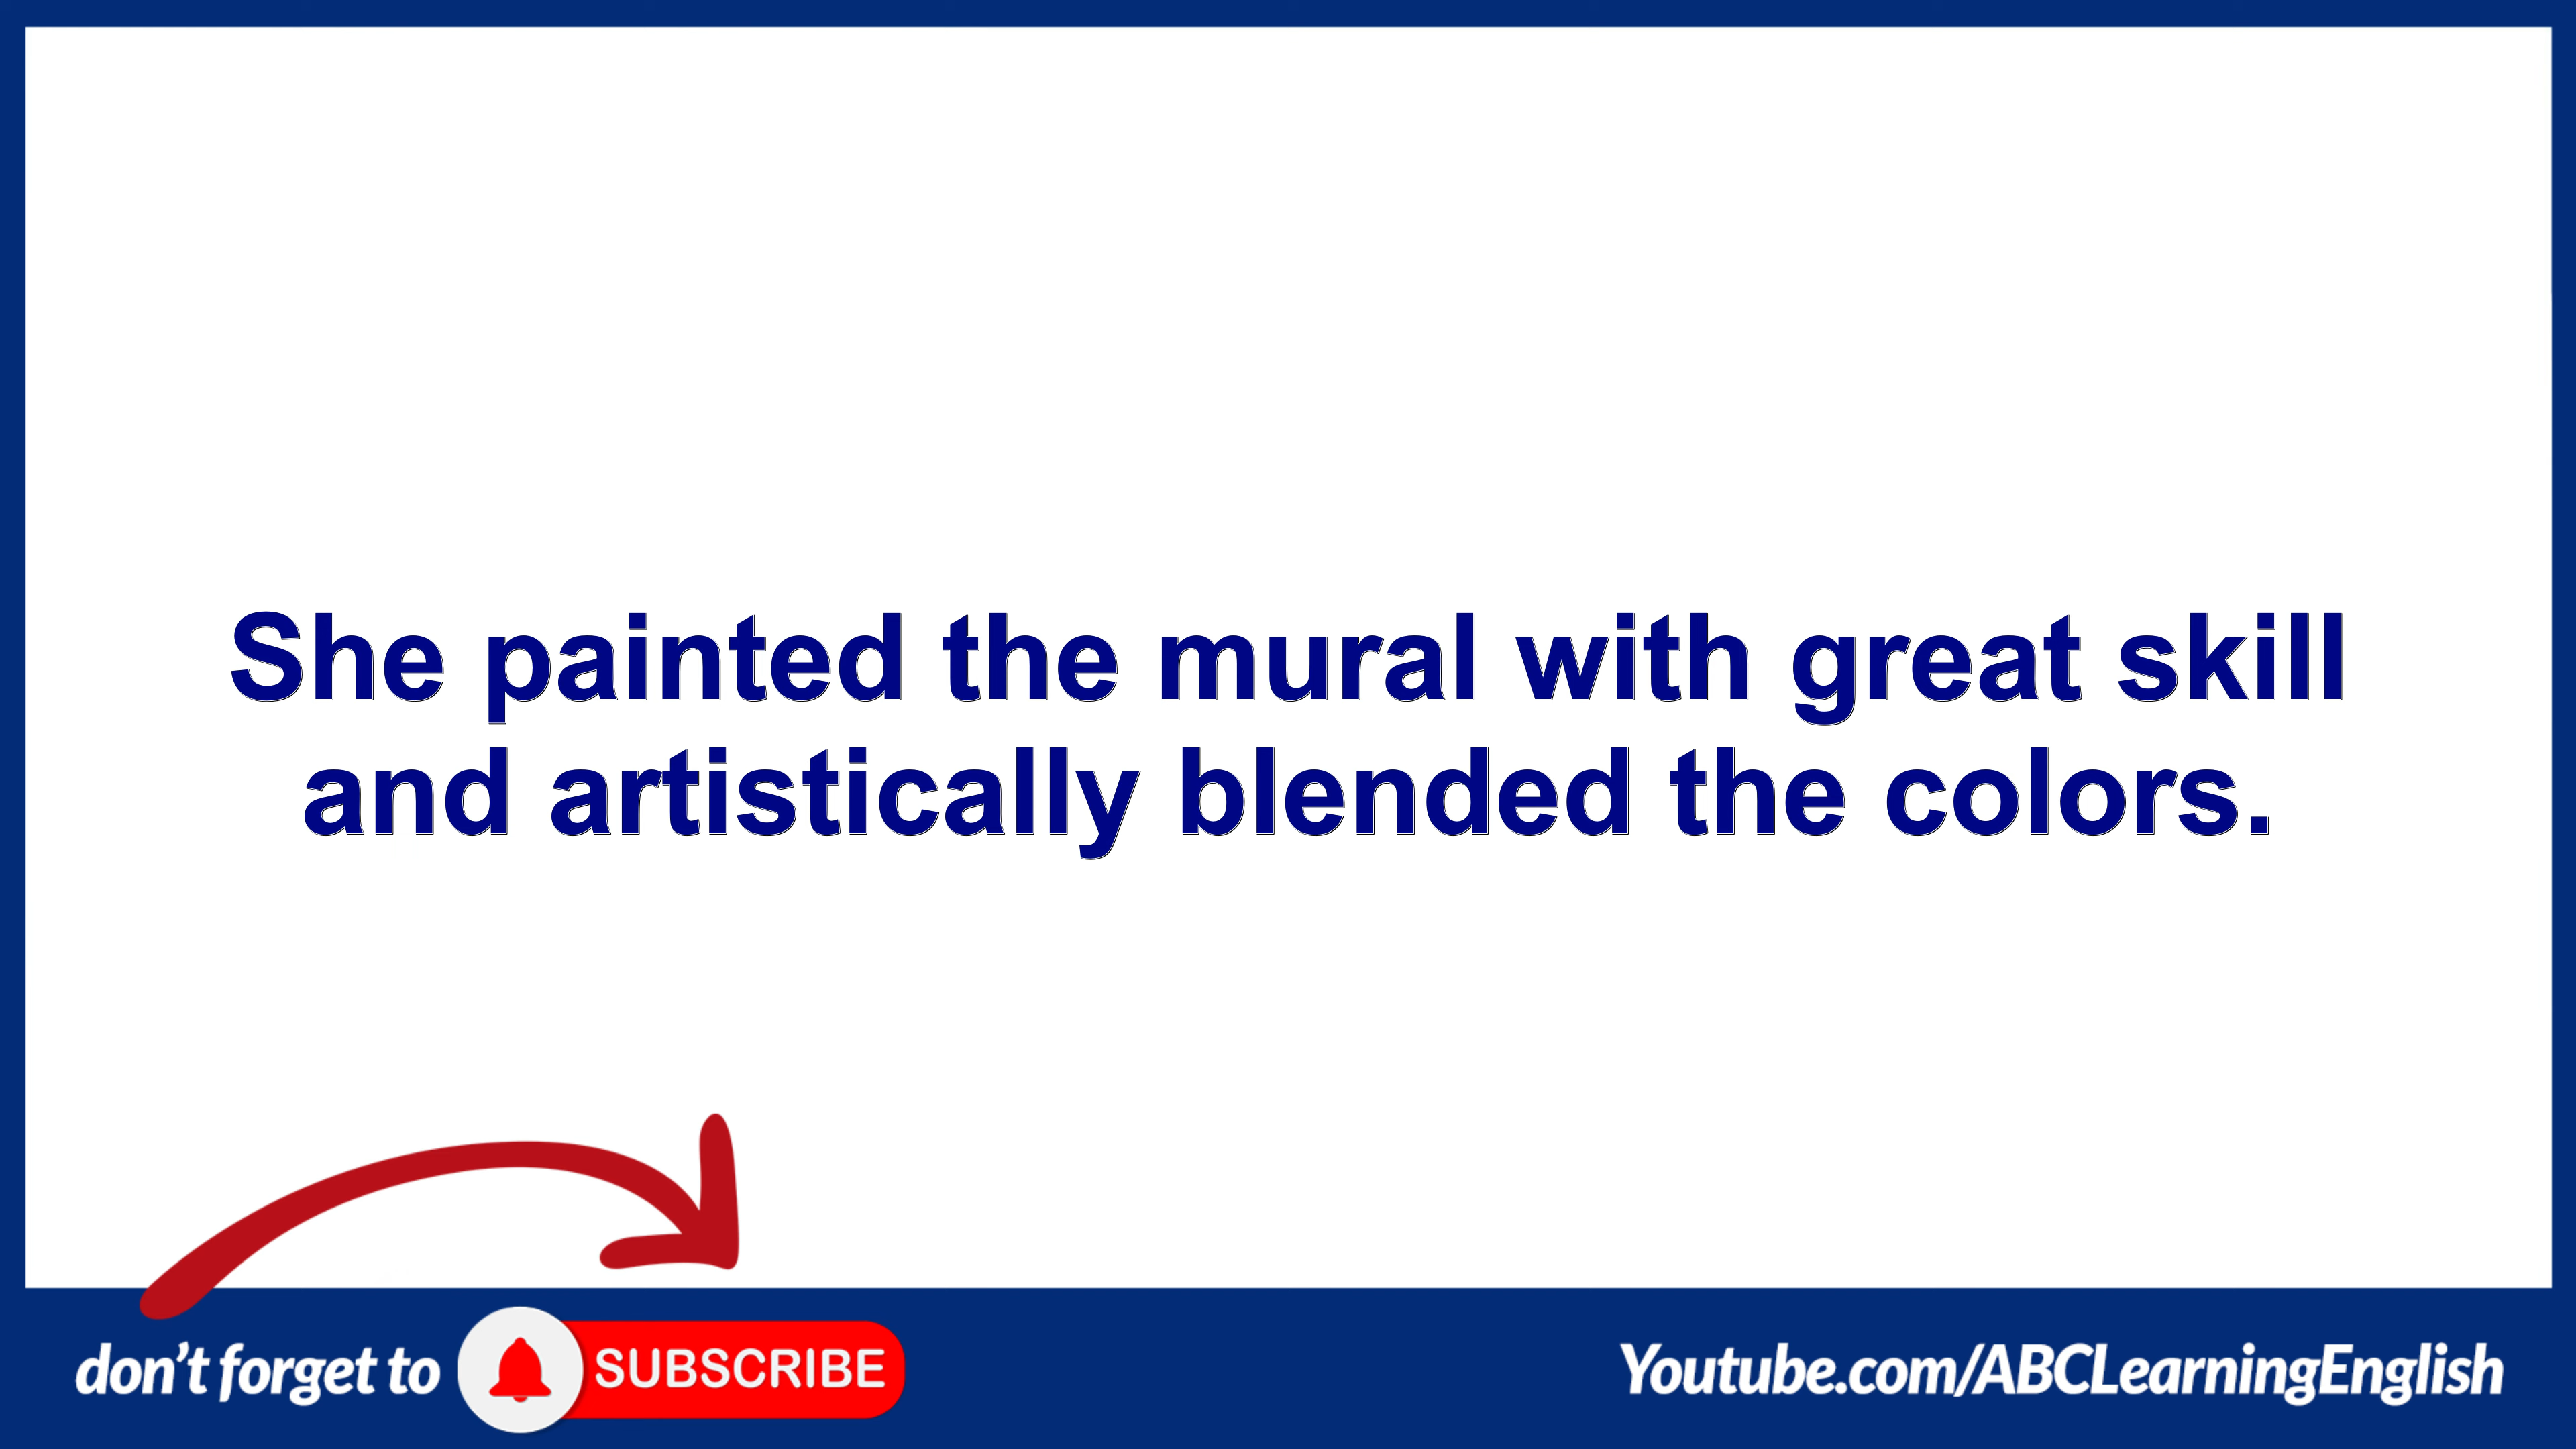 She painted the mural with great skill
and artistically blended the colors.
don't forget to SUBSCRIBE
Youtube.com/ABCLearningEnglish